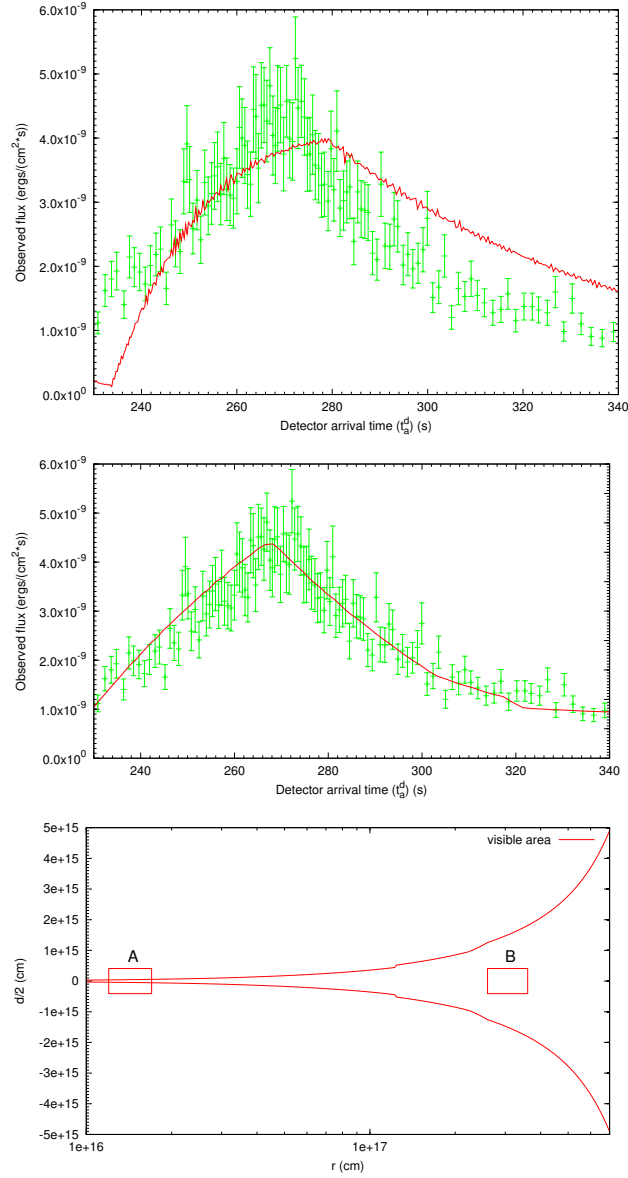 6.0x10⁻⁹
5.0x10⁻⁹
4.0x10⁻⁹
3.0x10⁻⁹
2.0x10⁻⁹
1.0x10⁻⁹
0.0x10⁰
Observed flux (ergs/(cm²*s))
240 260 280 300 320 340
Detector arrival time (tₐᵈ) (s)
6.0x10⁻⁹
5.0x10⁻⁹
4.0x10⁻⁹
3.0x10⁻⁹
2.0x10⁻⁹
1.0x10⁻⁹
0.0x10⁰
Observed flux (ergs/(cm²*s))
240 260 280 300 320 340
Detector arrival time (tₐᵈ) (s)
5e+15
4e+15
3e+15
2e+15
1e+15
0
-1e+15
-2e+15
-3e+15
-4e+15
-5e+15
d/2 (cm)
visible area
A B
1e+16 1e+17
r (cm)